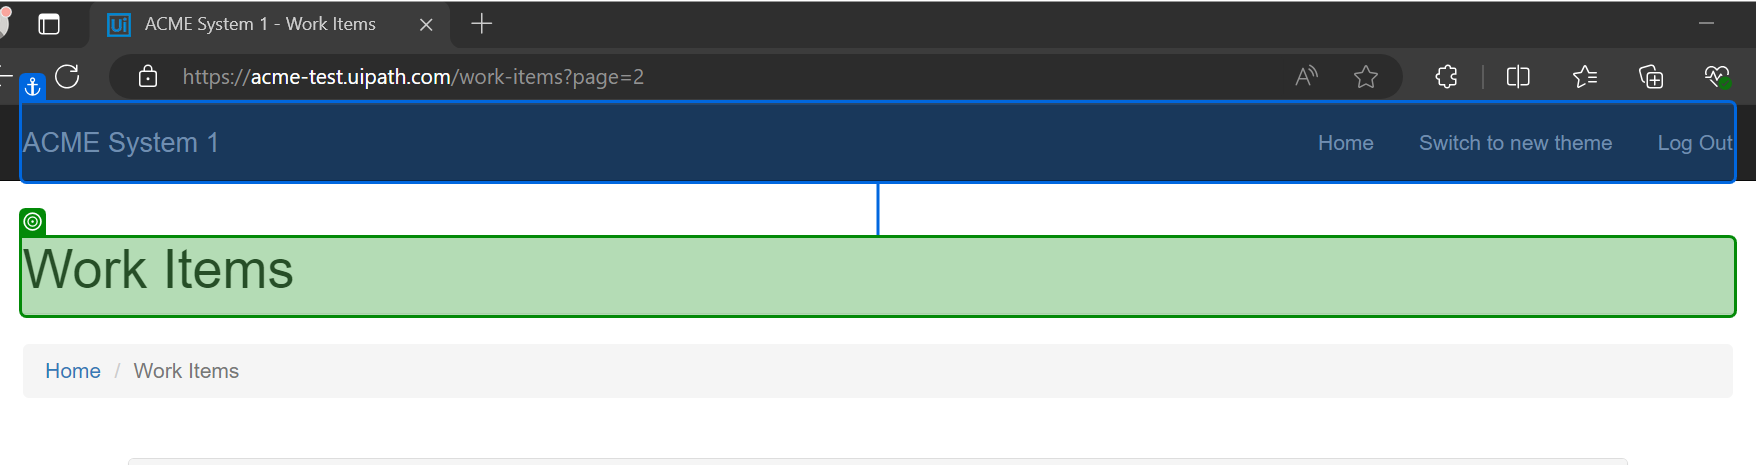 Ui ACME System 1 - Work Items
https://acme-test.uipath.com/work-items?page=2
ACME System 1 Home Switch to new theme Log Out
Work Items
Home / Work Items